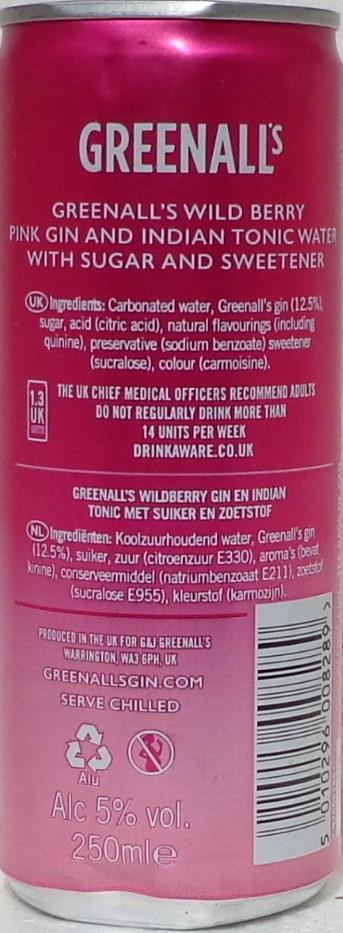 GREENALL'S
GREENALL'S WILD BERRY
PINK GIN AND INDIAN TONIC WATER
WITH SUGAR AND SWEETENER
UK Ingredients: Carbonated water, Greenall's gin (12.5%),
sugar, acid (citric acid), natural flavourings (including
quinine), preservative (sodium benzoate) sweetener
(sucralose), colour (carmoisine).
1.3
UK
THE UK CHIEF MEDICAL OFFICERS RECOMMEND ADULTS
DO NOT REGULARLY DRINK MORE THAN
14 UNITS PER WEEK
DRINKAWARE.CO.UK
GREENALL'S WILDBERRY GIN EN INDIAN
TONIC MET SUIKER EN ZOETSTOF
NL Ingrediënten: Koolzuurhoudend water, Greenall's gin
(12.5%), suiker, zuur (citroenzuur E330), aroma's (bevat
kinine), conserveermiddel (natriumbenzoaat E211), zoetstof
(sucralose E955), kleurstof (karmozijn).
PRODUCED IN THE UK FOR G&J GREENALL'S
WARRINGTON, WA3 6PH, UK
GREENALLSGIN.COM
SERVE CHILLED
Alu
Alc 5% vol.
250ml e
5 010296 008289 >